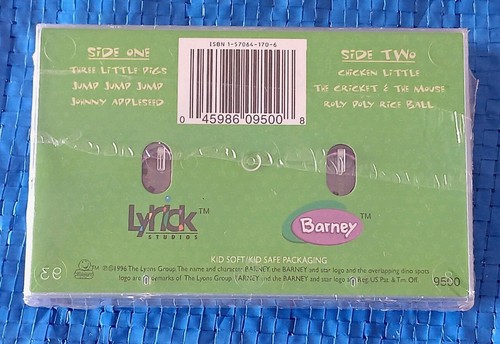 ISBN 1-57064-170-6
SIDE ONE
THREE LITTLE PIGS
JUMP JUMP JUMP
JOHNNY APPLESEED
SIDE TWO
CHICKEN LITTLE
THE CRICKET & THE MOUSE
ROLY POLY RICE BALL
0 45986 09500 8
Lyrick™
STUDIOS
Barney™
KID SOFT/KID SAFE PACKAGING
©1996 The Lyons Group. The name and character BARNEY, the BARNEY and star logo and the overlapping dino spots
logo are trademarks of The Lyons Group. BARNEY and the BARNEY and star logo are Reg. US Pat. & Tm. Off.
9500